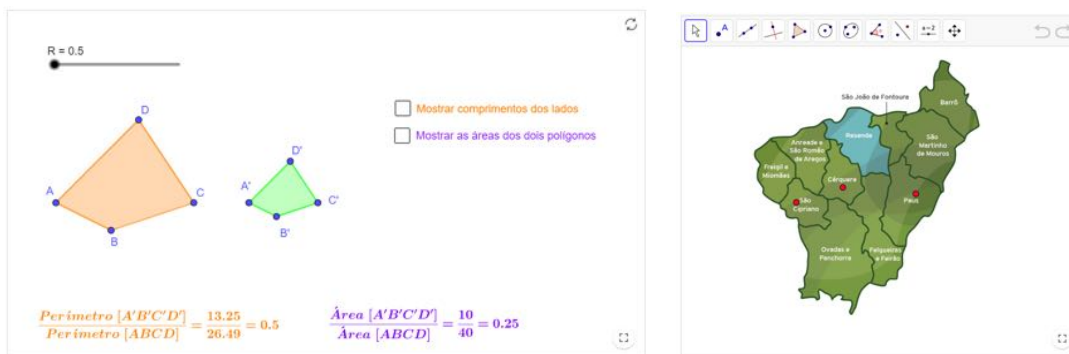 R = 0.5
D
A
C
B
D'
A'
C'
B'
Mostrar comprimentos dos lados
Mostrar as áreas dos dois polígonos
Perímetro [A'B'C'D'] / Perímetro [ABCD] = 13.25 / 26.49 = 0.5
Área [A'B'C'D'] / Área [ABCD] = 10 / 40 = 0.25
A
a=2
São João de Fontoura
Barrô
Resende
Anreade e
São Romão
de Aregos
São
Martinho
de Mouros
Freigil e
Miomães
Cárquere
São
Cipriano
Paus
Ovadas e
Panchorra
Felgueiras
e Feirão